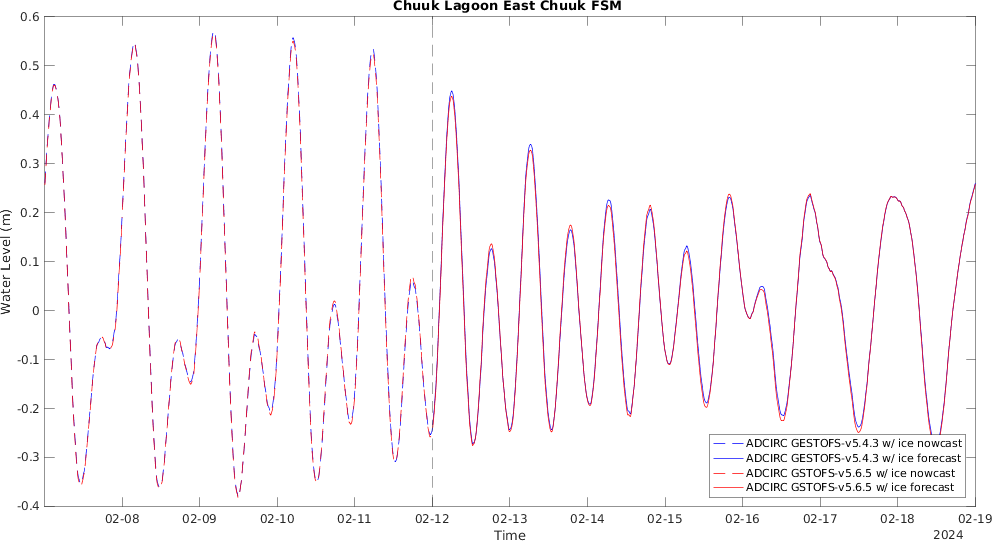 Chuuk Lagoon East Chuuk FSM
0.6
0.5
0.4
0.3
0.2
0.1
0
-0.1
-0.2
-0.3
-0.4
Water Level (m)
ADCIRC GESTOFS-v5.4.3 w/ ice nowcast
ADCIRC GESTOFS-v5.4.3 w/ ice forecast
ADCIRC GSTOFS-v5.6.5 w/ ice nowcast
ADCIRC GSTOFS-v5.6.5 w/ ice forecast
02-08 02-09 02-10 02-11 02-12 02-13 02-14 02-15 02-16 02-17 02-18 02-19
Time
2024